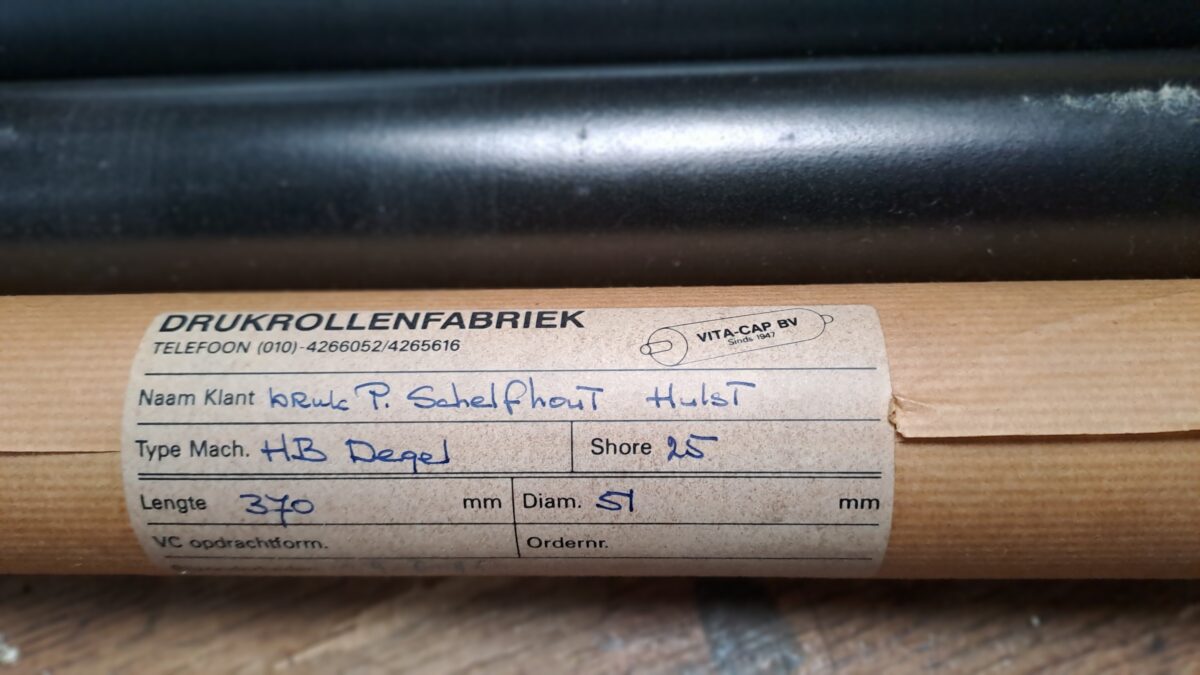 DRUKROLLENFABRIEK
TELEFOON (010)-4266052/4265616
VITA-CAP BV
Sinds 1947
Naam Klant Druk P. Schelfhout Hulst
Type Mach. HB Degel Shore 25
Lengte 370 mm Diam. 51 mm
VC opdrachtform. Ordernr.